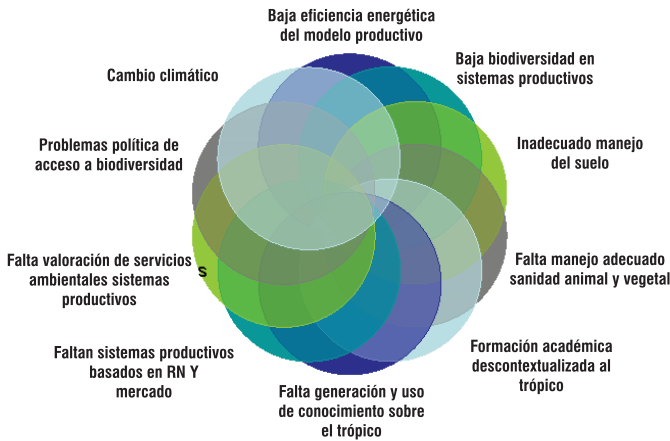 Baja eficiencia energética
del modelo productivo
Baja biodiversidad en
sistemas productivos
Inadecuado manejo
del suelo
Falta manejo adecuado
sanidad animal y vegetal
Formación académica
descontextualizada al
trópico
Falta generación y uso
de conocimiento sobre
el trópico
Faltan sistemas productivos
basados en RN Y
mercado
Falta valoración de servicios
ambientales sistemas
productivos
s
Problemas política de
acceso a biodiversidad
Cambio climático